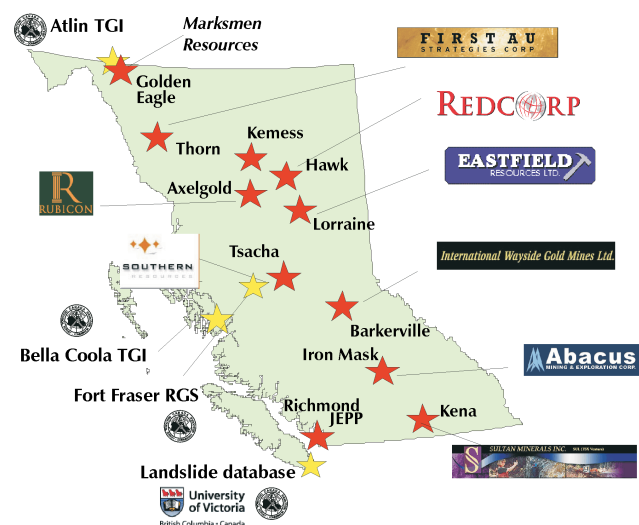 Atlin TGI
Marksmen
Resources
FIRST AU
STRATEGIES CORP
Golden
Eagle
REDCORP
Thorn
Kemess
Hawk
EASTFIELD
RESOURCES LTD.
Axelgold
R
RUBICON
Lorraine
Tsacha
SOUTHERN
RESOURCES
International Wayside Gold Mines Ltd.
Barkerville
Bella Coola TGI
Iron Mask
Abacus
MINING & EXPLORATION CORP.
Fort Fraser RGS
Richmond
JEPP
Kena
SULTAN MINERALS INC.
Landslide database
University
of Victoria
British Columbia • Canada